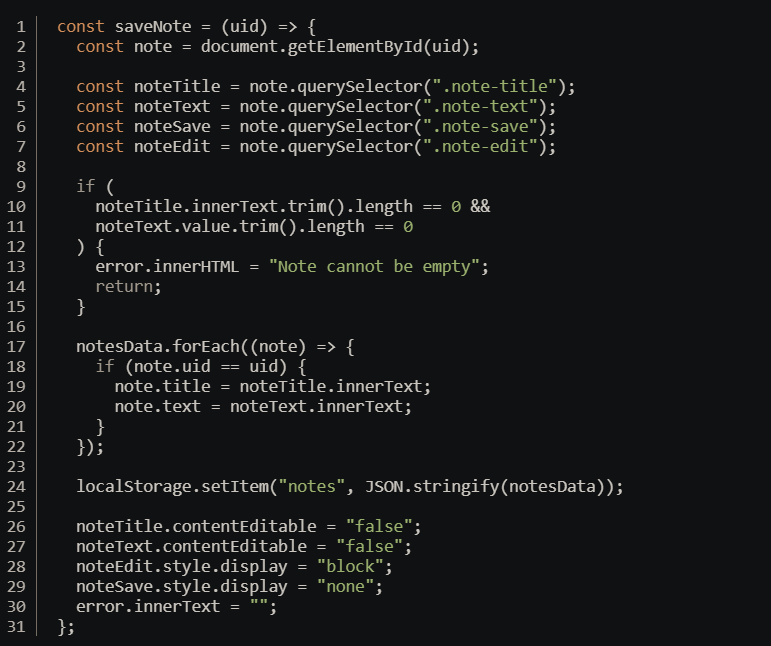 1 const saveNote = (uid) => {
2   const note = document.getElementById(uid);
3
4   const noteTitle = note.querySelector(".note-title");
5   const noteText = note.querySelector(".note-text");
6   const noteSave = note.querySelector(".note-save");
7   const noteEdit = note.querySelector(".note-edit");
8
9   if (
10     noteTitle.innerText.trim().length == 0 &&
11     noteText.value.trim().length == 0
12   ) {
13     error.innerHTML = "Note cannot be empty";
14     return;
15   }
16
17   notesData.forEach((note) => {
18     if (note.uid == uid) {
19       note.title = noteTitle.innerText;
20       note.text = noteText.innerText;
21     }
22   });
23
24   localStorage.setItem("notes", JSON.stringify(notesData));
25
26   noteTitle.contentEditable = "false";
27   noteText.contentEditable = "false";
28   noteEdit.style.display = "block";
29   noteSave.style.display = "none";
30   error.innerText = "";
31 };